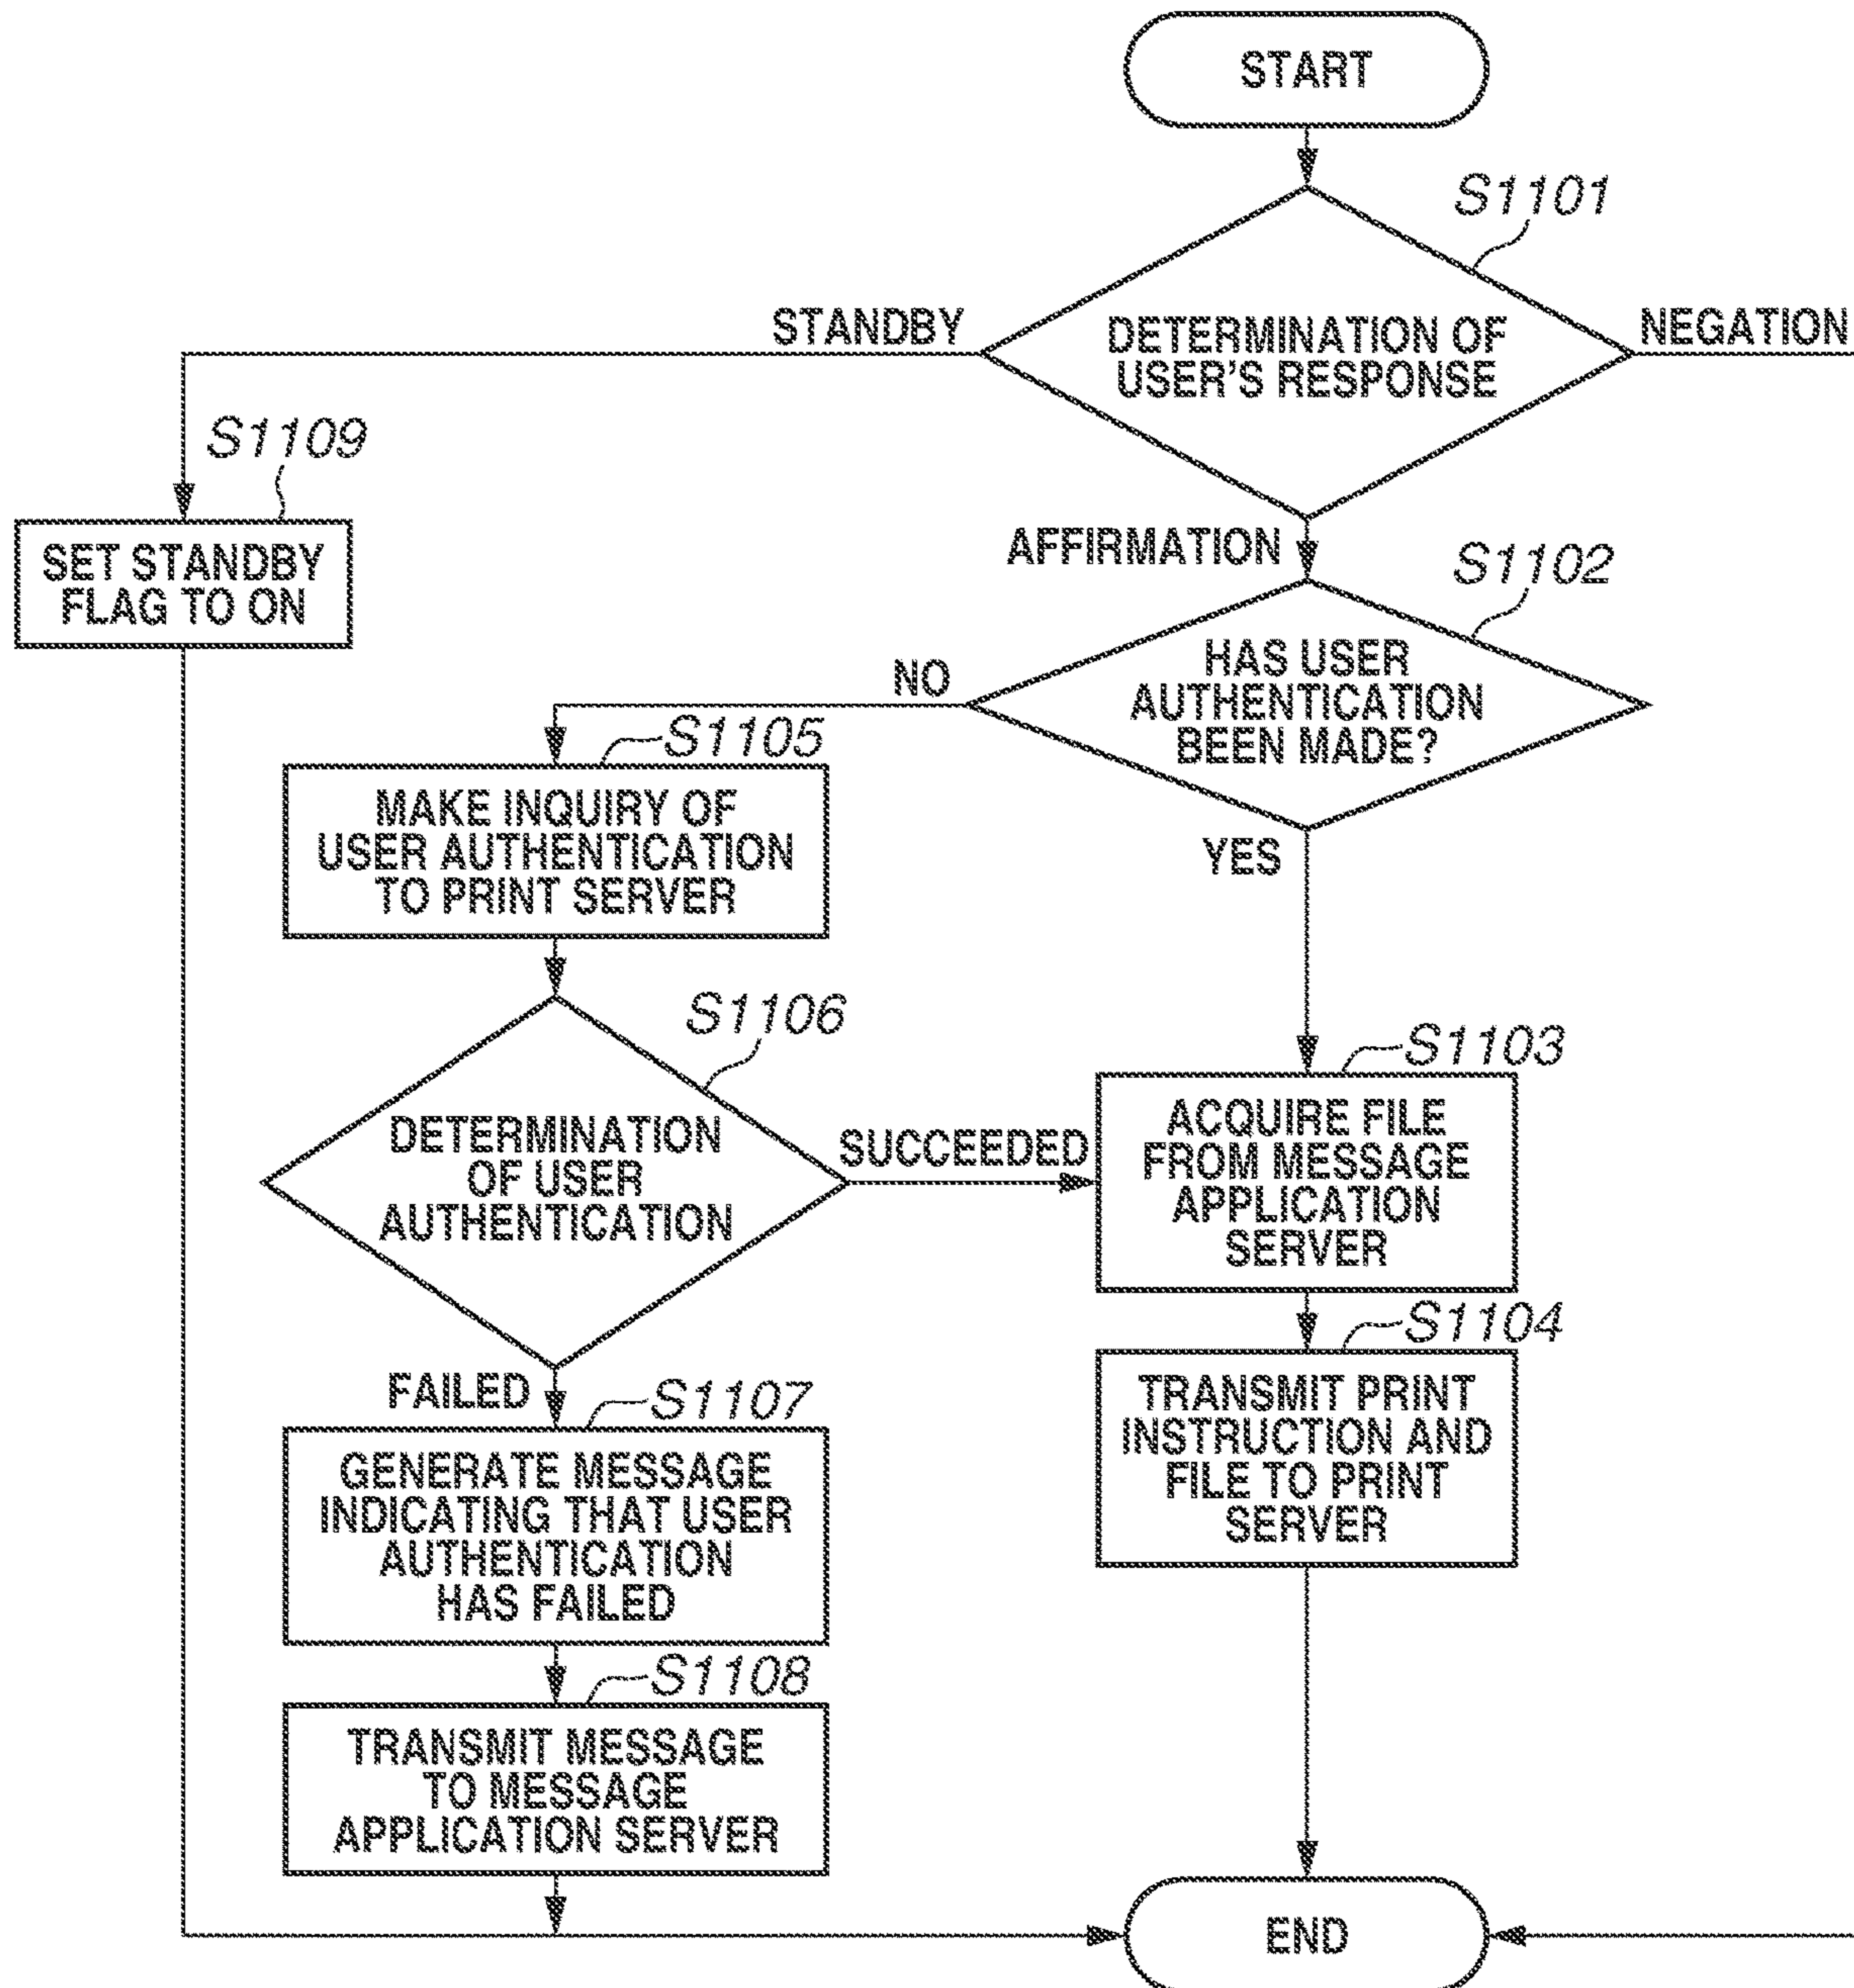 START
S1101
STANDBY
DETERMINATION OF
USER'S RESPONSE
NEGATION
S1109
SET STANDBY
FLAG TO ON
AFFIRMATION
S1102
HAS USER
AUTHENTICATION
BEEN MADE?
NO
YES
S1105
MAKE INQUIRY OF
USER AUTHENTICATION
TO PRINT SERVER
S1106
DETERMINATION
OF USER
AUTHENTICATION
SUCCEEDED
S1103
ACQUIRE FILE
FROM MESSAGE
APPLICATION
SERVER
S1104
TRANSMIT PRINT
INSTRUCTION AND
FILE TO PRINT
SERVER
FAILED
S1107
GENERATE MESSAGE
INDICATING THAT USER
AUTHENTICATION
HAS FAILED
S1108
TRANSMIT MESSAGE
TO MESSAGE
APPLICATION SERVER
END